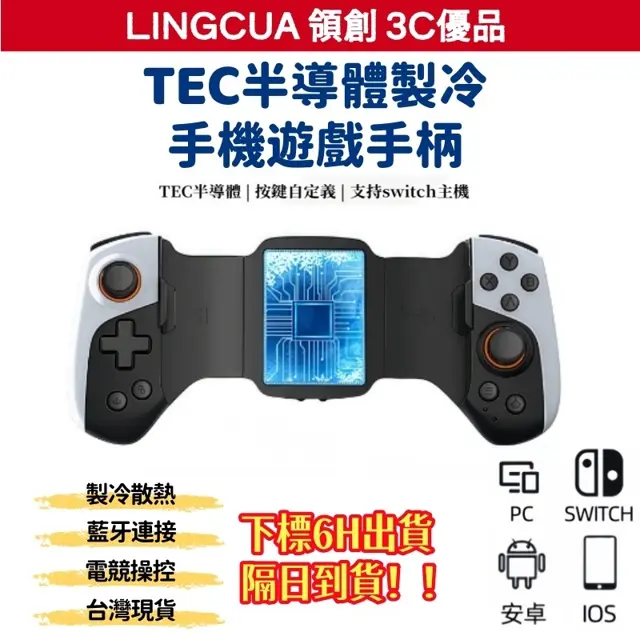 LINGCUA 領創 3C優品
TEC半導體製冷
手機遊戲手柄
TEC半導體 | 按鍵自定義 | 支持switch主機
X
Y
B
A
製冷散熱
藍牙連接
電競操控
台灣現貨
下標6H出貨
隔日到貨！！
PC
SWITCH
安卓
IOS